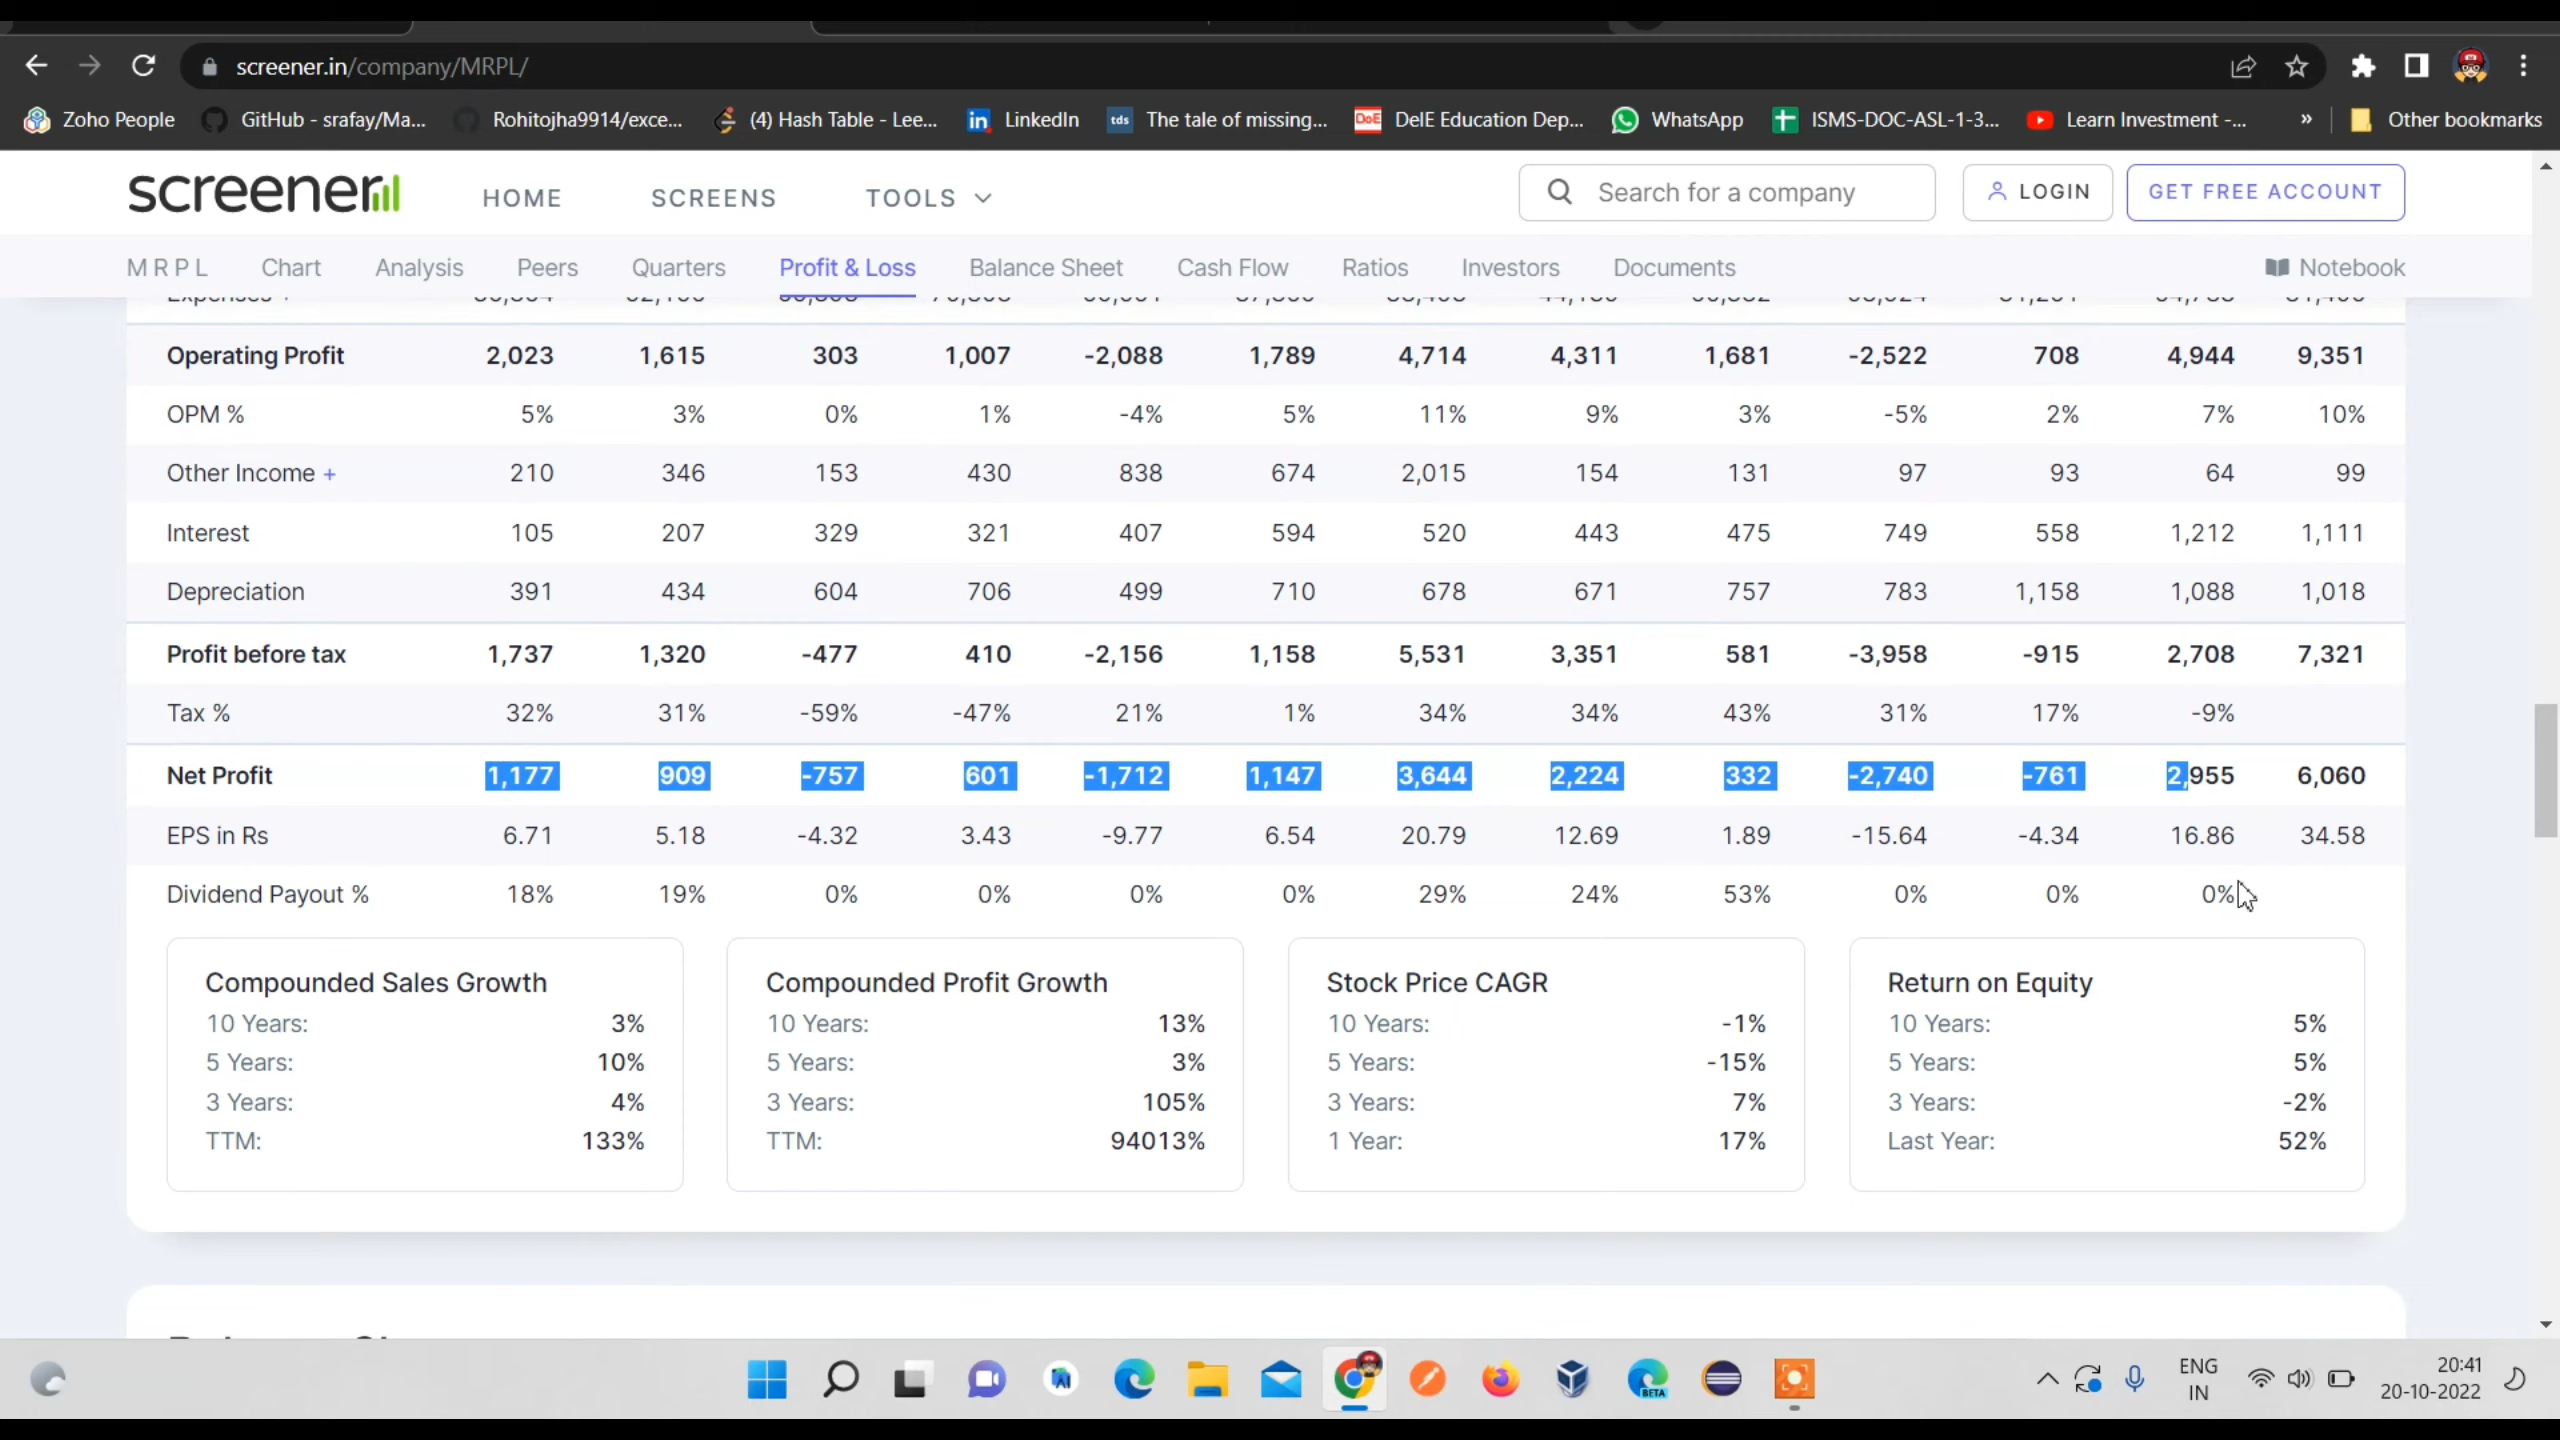 screener.in/company/MRPL/
Zoho People GitHub - srafay/Ma... Rohitojha9914/exce... (4) Hash Table - Lee... LinkedIn tds The tale of missing... DoE DelE Education Dep... WhatsApp ISMS-DOC-ASL-1-3... Learn Investment -... » Other bookmarks
screener HOME SCREENS TOOLS Search for a company LOGIN GET FREE ACCOUNT
M R P L Chart Analysis Peers Quarters Profit & Loss Balance Sheet Cash Flow Ratios Investors Documents Notebook
Expenses +
Operating Profit 2,023 1,615 303 1,007 -2,088 1,789 4,714 4,311 1,681 -2,522 708 4,944 9,351
OPM % 5% 3% 0% 1% -4% 5% 11% 9% 3% -5% 2% 7% 10%
Other Income + 210 346 153 430 838 674 2,015 154 131 97 93 64 99
Interest 105 207 329 321 407 594 520 443 475 749 558 1,212 1,111
Depreciation 391 434 604 706 499 710 678 671 757 783 1,158 1,088 1,018
Profit before tax 1,737 1,320 -477 410 -2,156 1,158 5,531 3,351 581 -3,958 -915 2,708 7,321
Tax % 32% 31% -59% -47% 21% 1% 34% 34% 43% 31% 17% -9%
Net Profit 1,177 909 -757 601 -1,712 1,147 3,644 2,224 332 -2,740 -761 2,955 6,060
EPS in Rs 6.71 5.18 -4.32 3.43 -9.77 6.54 20.79 12.69 1.89 -15.64 -4.34 16.86 34.58
Dividend Payout % 18% 19% 0% 0% 0% 0% 29% 24% 53% 0% 0% 0%
Compounded Sales Growth
10 Years: 3%
5 Years: 10%
3 Years: 4%
TTM: 133%
Compounded Profit Growth
10 Years: 13%
5 Years: 3%
3 Years: 105%
TTM: 94013%
Stock Price CAGR
10 Years: -1%
5 Years: -15%
3 Years: 7%
1 Year: 17%
Return on Equity
10 Years: 5%
5 Years: 5%
3 Years: -2%
Last Year: 52%
BETA
ENG
IN
20:41
20-10-2022